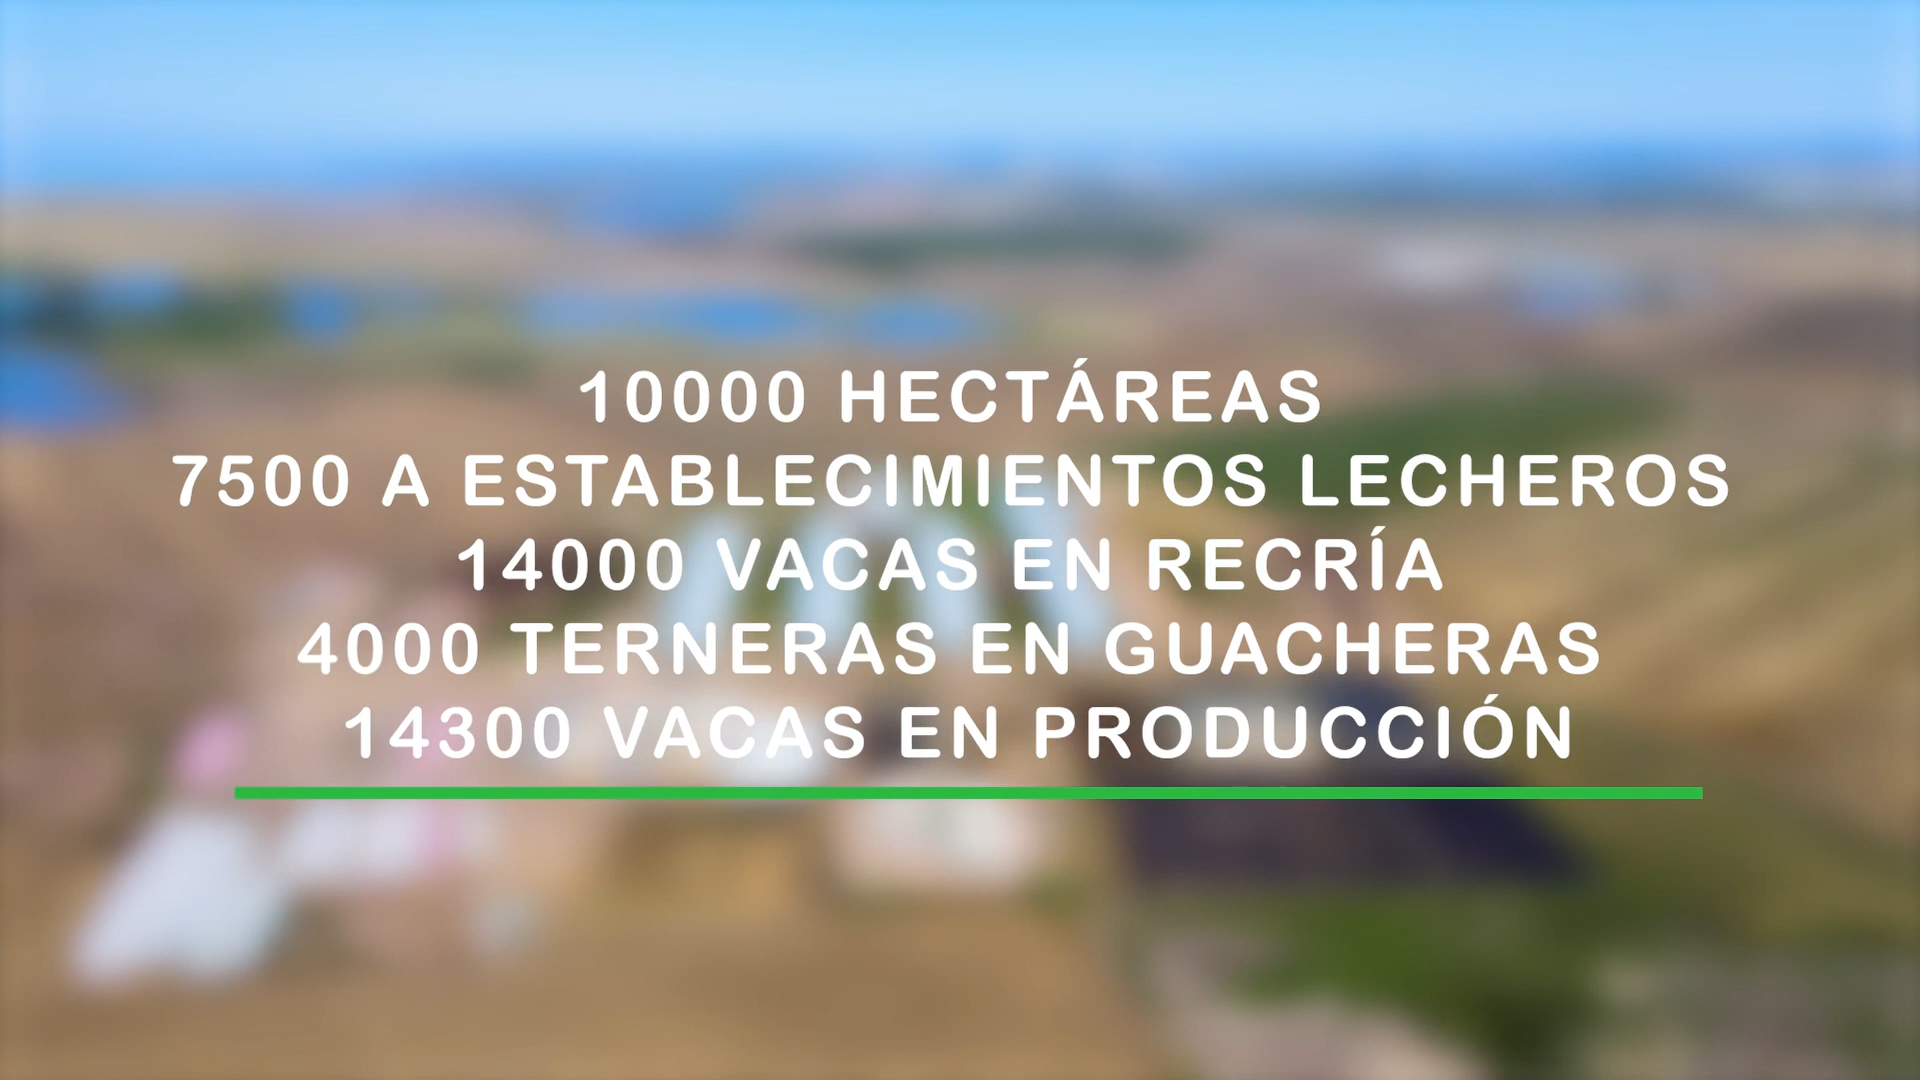 10000 HECTÁREAS
7500 A ESTABLECIMIENTOS LECHEROS
14000 VACAS EN RECRÍA
4000 TERNERAS EN GUACHERAS
14300 VACAS EN PRODUCCIÓN